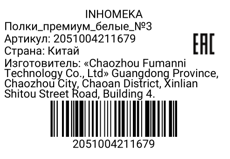 INHOMEKA
Полки_премиум_белые_№3
Артикул: 2051004211679
Страна: Китай
Изготовитель: «Chaozhou Fumanni
Technology Co., Ltd» Guangdong Province,
Chaozhou City, Chaoan District, Xinlian
Shitou Street Road, Building 4.
EAC
2051004211679